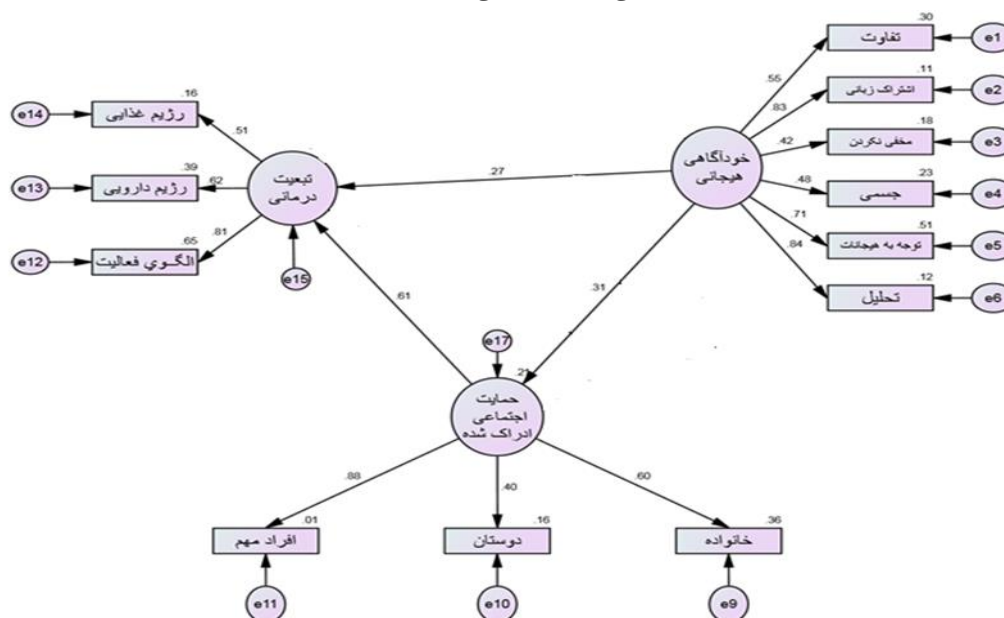 .30
تفاوت
e1
.55
.11
اشتراک زبانی
e2
.83
.18
مخفی نکردن
e3
.42
.23
جسمی
e4
.48
.51
توجه به هیجانات
e5
.71
.12
تحلیل
e6
.84
خودآگاهی
هیجانی
.27
.31
.16
رژیم غذایی
e14
.51
.39
رژیم دارویی
e13
.62
.65
الگوي فعالیت
e12
.81
تبعیت
درمانی
e15
.61
e17
حمایت
اجتماعی
ادراک شده
.88
.40
.60
.01
افراد مهم
e11
.16
دوستان
e10
.36
خانواده
e9